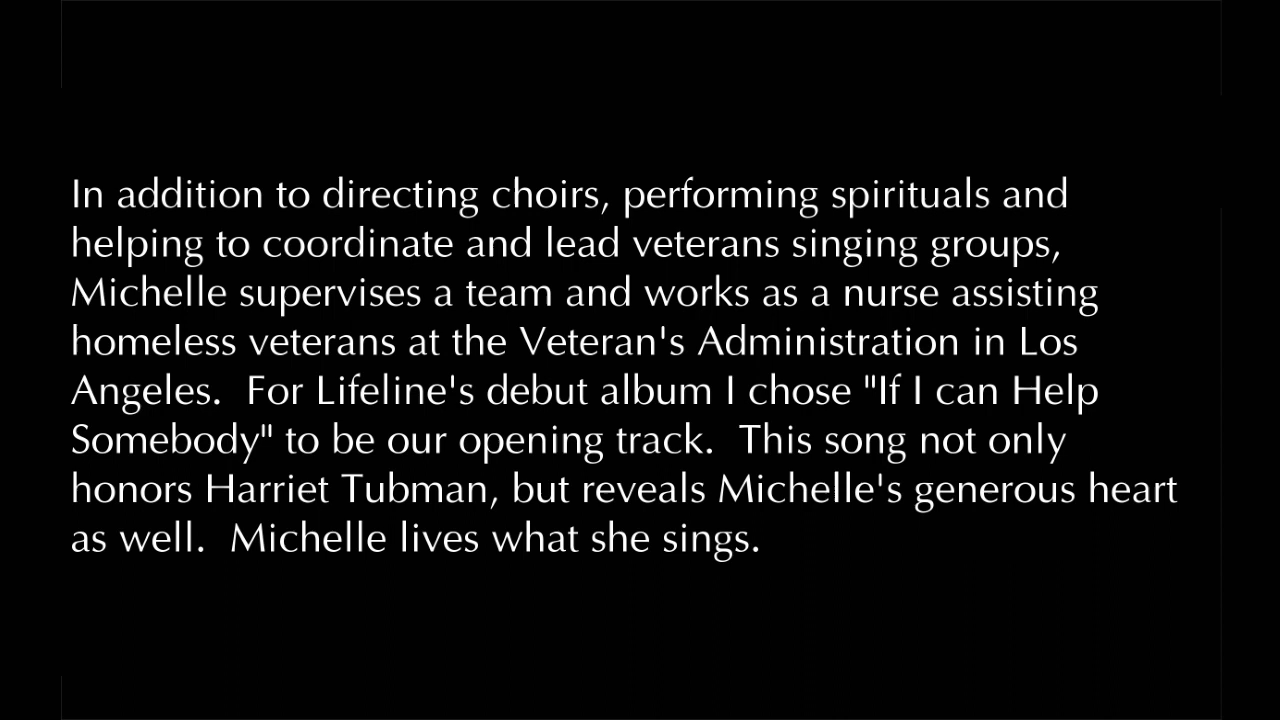 In addition to directing choirs, performing spirituals and
helping to coordinate and lead veterans singing groups,
Michelle supervises a team and works as a nurse assisting
homeless veterans at the Veteran's Administration in Los
Angeles.  For Lifeline's debut album I chose "If I can Help
Somebody" to be our opening track.  This song not only
honors Harriet Tubman, but reveals Michelle's generous heart
as well.  Michelle lives what she sings.